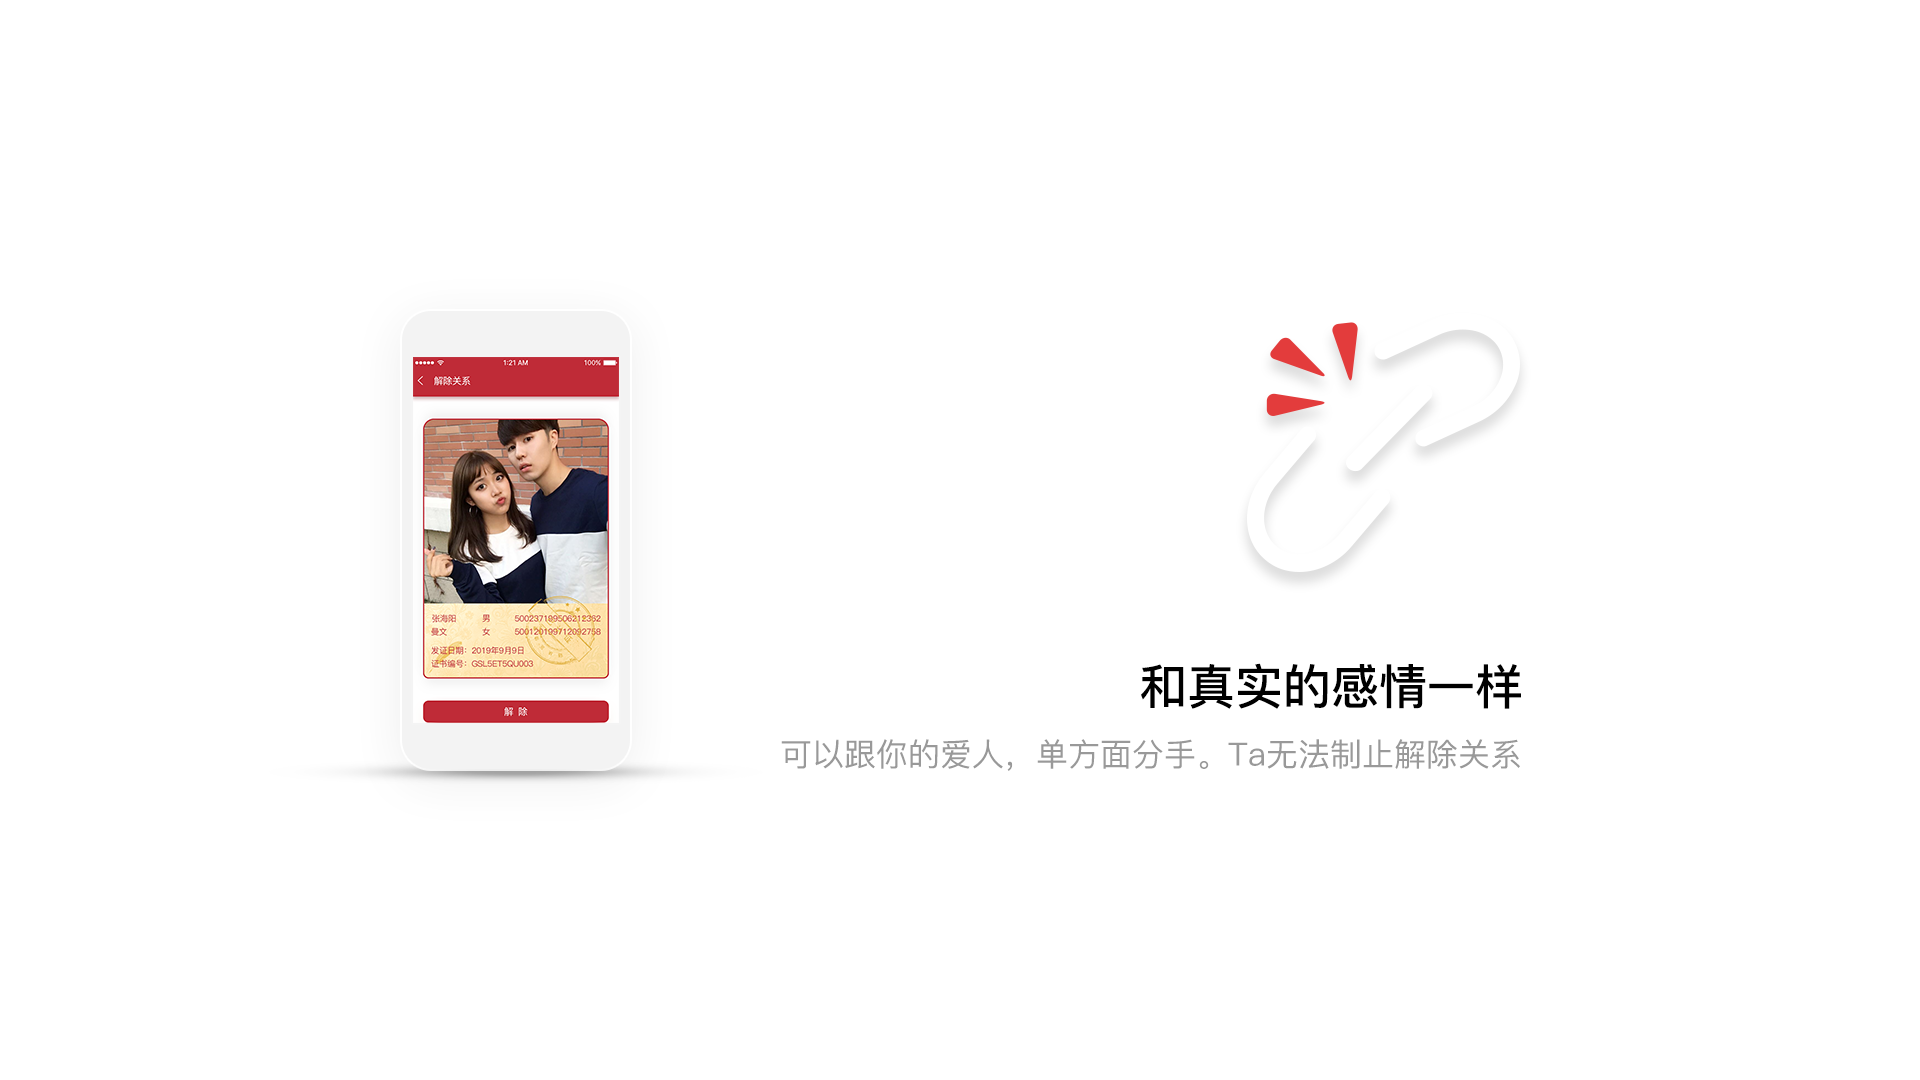 1:21 AM
100%
解除关系
张海阳 男 500237199506212362
曼文 女 500120199712092758
发证日期：2019年9月9日
证书编号：GSL5ET5QU003
解 除
和真实的感情一样
可以跟你的爱人，单方面分手。Ta无法制止解除关系